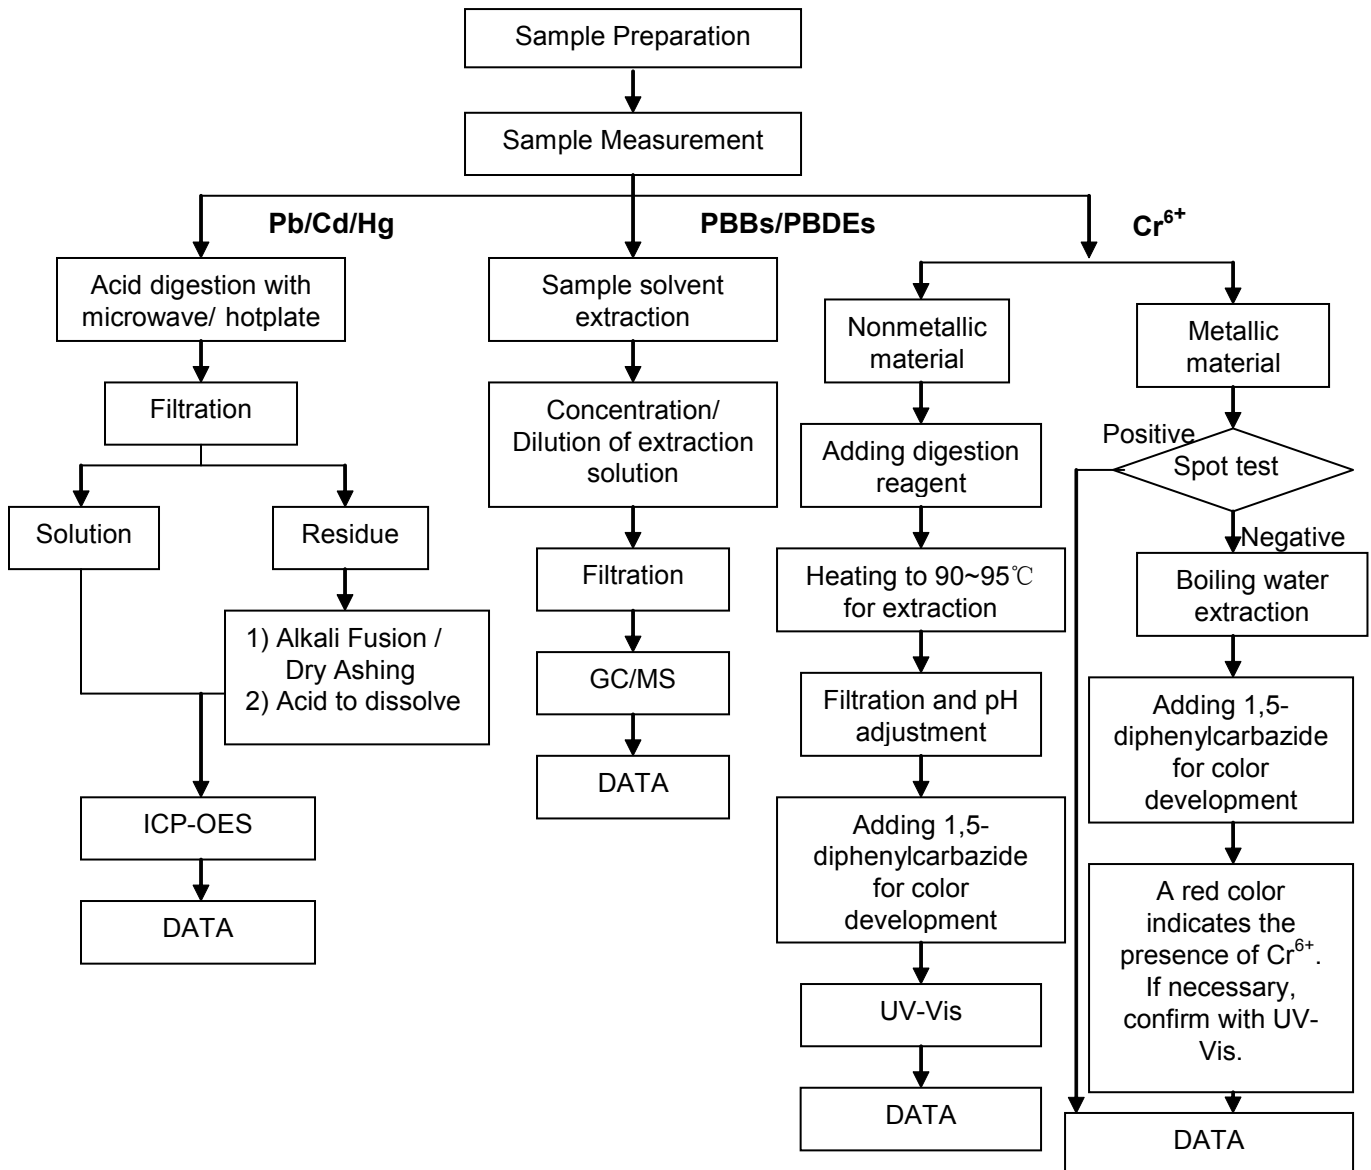 Sample Preparation
Sample Measurement
Pb/Cd/Hg
Acid digestion with
microwave/ hotplate
Filtration
Solution
Residue
1) Alkali Fusion /
Dry Ashing
2) Acid to dissolve
ICP-OES
DATA
PBBs/PBDEs
Sample solvent
extraction
Concentration/
Dilution of extraction
solution
Filtration
GC/MS
DATA
Cr⁶⁺
Nonmetallic
material
Adding digestion
reagent
Heating to 90~95℃
for extraction
Filtration and pH
adjustment
Adding 1,5-
diphenylcarbazide
for color
development
UV-Vis
DATA
Metallic
material
Positive
Spot test
Negative
Boiling water
extraction
Adding 1,5-
diphenylcarbazide
for color
development
A red color
indicates the
presence of Cr⁶⁺.
If necessary,
confirm with UV-
Vis.
DATA